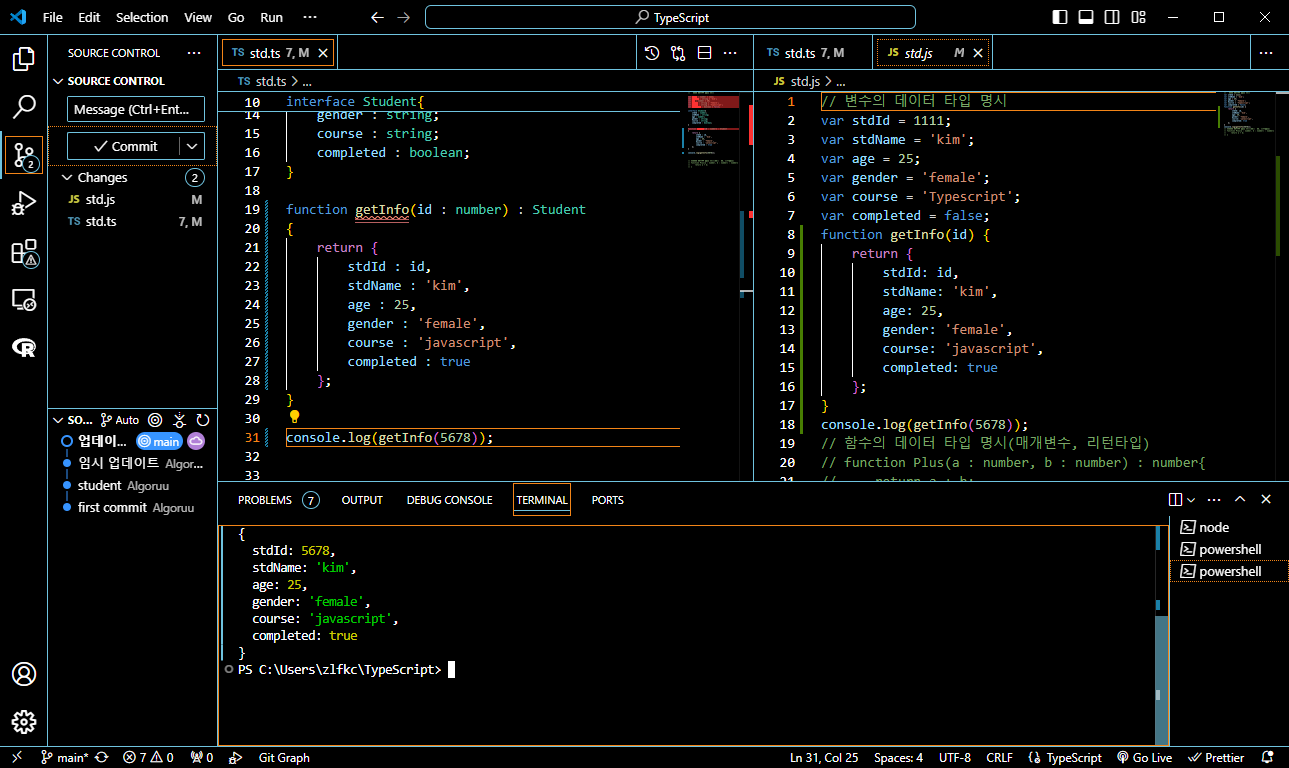 File Edit Selection View Go Run ··· TypeScript
SOURCE CONTROL ···
SOURCE CONTROL
Message (Ctrl+Ent...
Commit
Changes 2
JS std.js M
TS std.ts 7, M
2
SO... Auto
업데이... main
임시 업데이트 Algor...
student Algoruu
first commit Algoruu
TS std.ts 7, M
TS std.ts > ...
10 interface Student{
14 gender : string;
15 course : string;
16 completed : boolean;
17 }
18
19 function getInfo(id : number) : Student
20 {
21 return {
22 stdId : id,
23 stdName : 'kim',
24 age : 25,
25 gender : 'female',
26 course : 'javascript',
27 completed : true
28 };
29 }
30
31 console.log(getInfo(5678));
32
33
TS std.ts 7, M JS std.js M
JS std.js > ...
1 // 변수의 데이터 타입 명시
2 var stdId = 1111;
3 var stdName = 'kim';
4 var age = 25;
5 var gender = 'female';
6 var course = 'Typescript';
7 var completed = false;
8 function getInfo(id) {
9 return {
10 stdId: id,
11 stdName: 'kim',
12 age: 25,
13 gender: 'female',
14 course: 'javascript',
15 completed: true
16 };
17 }
18 console.log(getInfo(5678));
19 // 함수의 데이터 타입 명시(매개변수, 리턴타입)
20 // function Plus(a : number, b : number) : number{
21 // return a + b;
PROBLEMS 7 OUTPUT DEBUG CONSOLE TERMINAL PORTS
{
stdId: 5678,
stdName: 'kim',
age: 25,
gender: 'female',
course: 'javascript',
completed: true
}
PS C:\Users\zlfkc\TypeScript>
node
powershell
powershell
main* 7 0 0 Git Graph Ln 31, Col 25 Spaces: 4 UTF-8 CRLF {} TypeScript Go Live Prettier